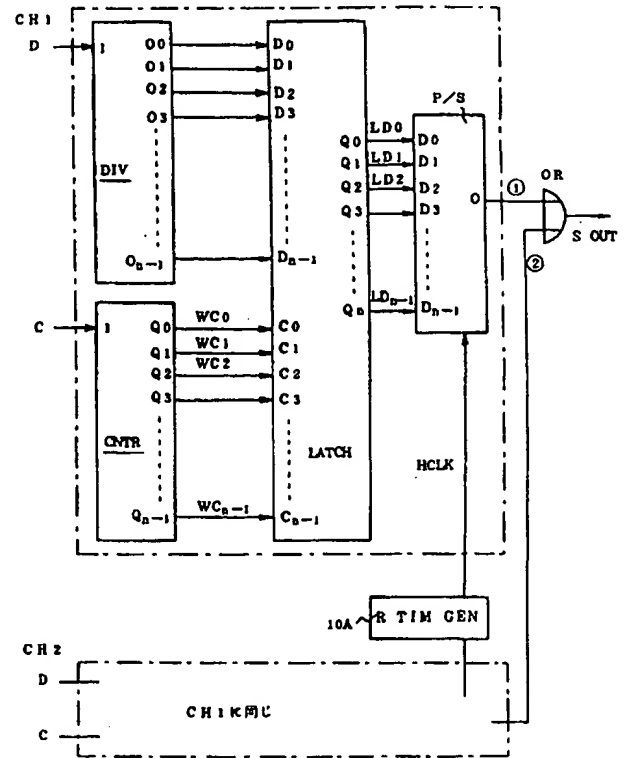 CH1
D
1
O0
O1
O2
O3
On-1
DIV
D0
D1
D2
D3
Dn-1
C
1
Q0
Q1
Q2
Q3
Qn-1
CNTR
WC0
WC1
WC2
WCn-1
C0
C1
C2
C3
Cn-1
LATCH
Q0
Q1
Q2
Q3
Qn
LD0
LD1
LD2
LDn-1
P/S
D0
D1
D2
D3
Dn-1
O
①
OR
S OUT
②
HCLK
10A
R TIM GEN
CH2
D
C
CH1に同じ